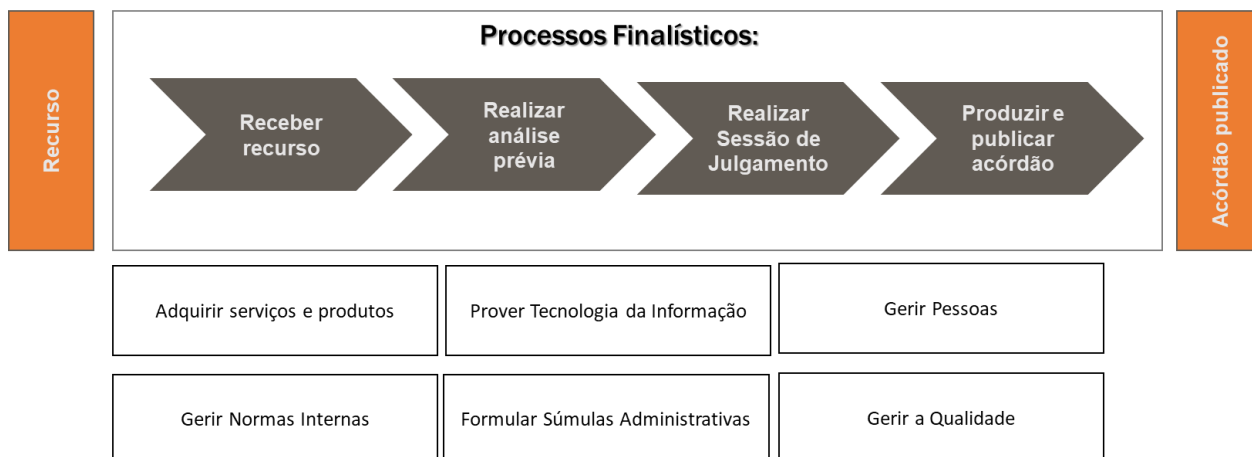 Processos Finalísticos:
Recurso
Receber
recurso
Realizar
análise
prévia
Realizar
Sessão de
Julgamento
Produzir e
publicar
acórdão
Acórdão publicado
Adquirir serviços e produtos
Prover Tecnologia da Informação
Gerir Pessoas
Gerir Normas Internas
Formular Súmulas Administrativas
Gerir a Qualidade